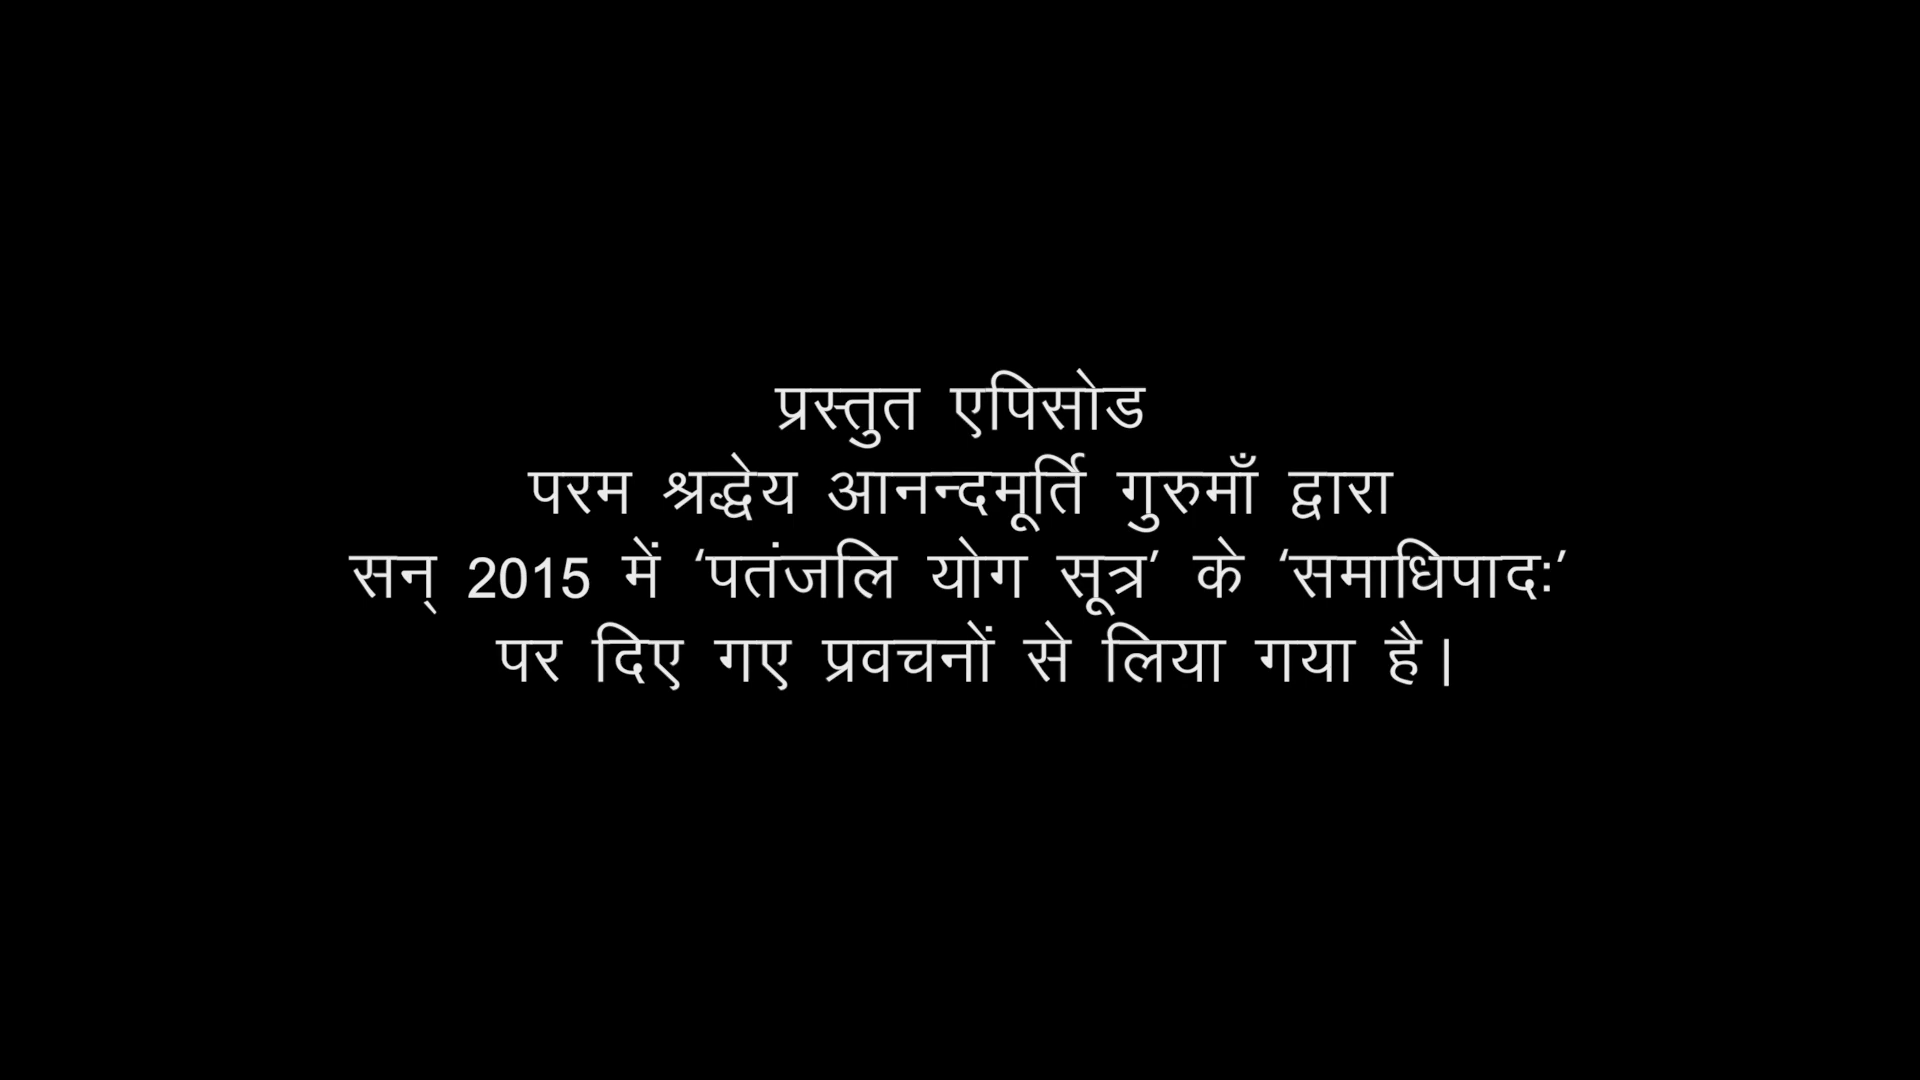 प्रस्तुत एपिसोड
परम श्रद्धेय आनन्दमूर्ति गुरुमाँ द्वारा
सन् 2015 में ‘पतंजलि योग सूत्र’ के ‘समाधिपादः’
पर दिए गए प्रवचनों से लिया गया है।